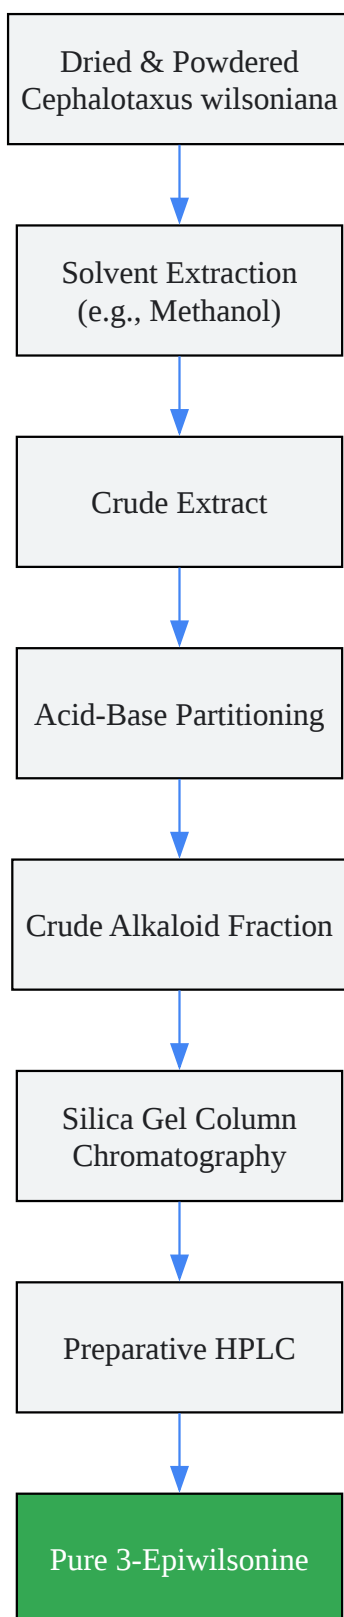 Dried & Powdered
Cephalotaxus wilsoniana
Solvent Extraction
(e.g., Methanol)
Crude Extract
Acid-Base Partitioning
Crude Alkaloid Fraction
Silica Gel Column
Chromatography
Preparative HPLC
Pure 3-Epiwilsonine